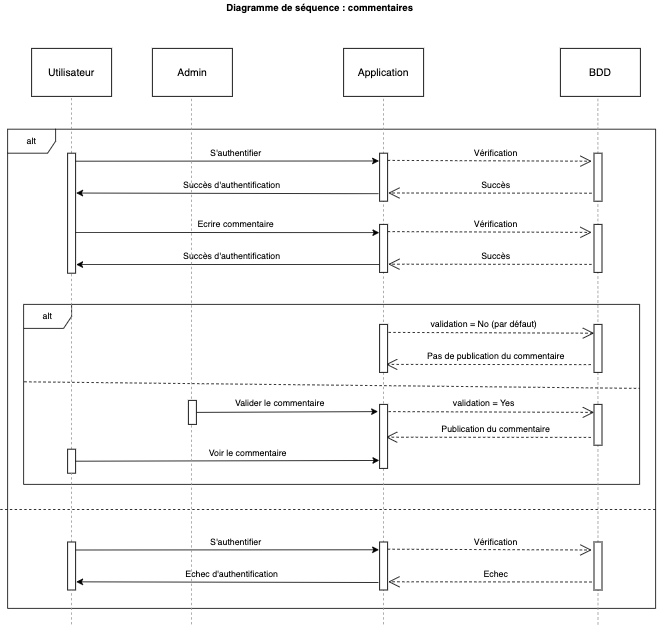 Diagramme de séquence : commentaires
Utilisateur
Admin
Application
BDD
alt
S'authentifier
Vérification
Succès d'authentification
Succès
Ecrire commentaire
Vérification
Succès d'authentification
Succès
alt
validation = No (par défaut)
Pas de publication du commentaire
Valider le commentaire
validation = Yes
Publication du commentaire
Voir le commentaire
S'authentifier
Vérification
Echec d'authentification
Echec